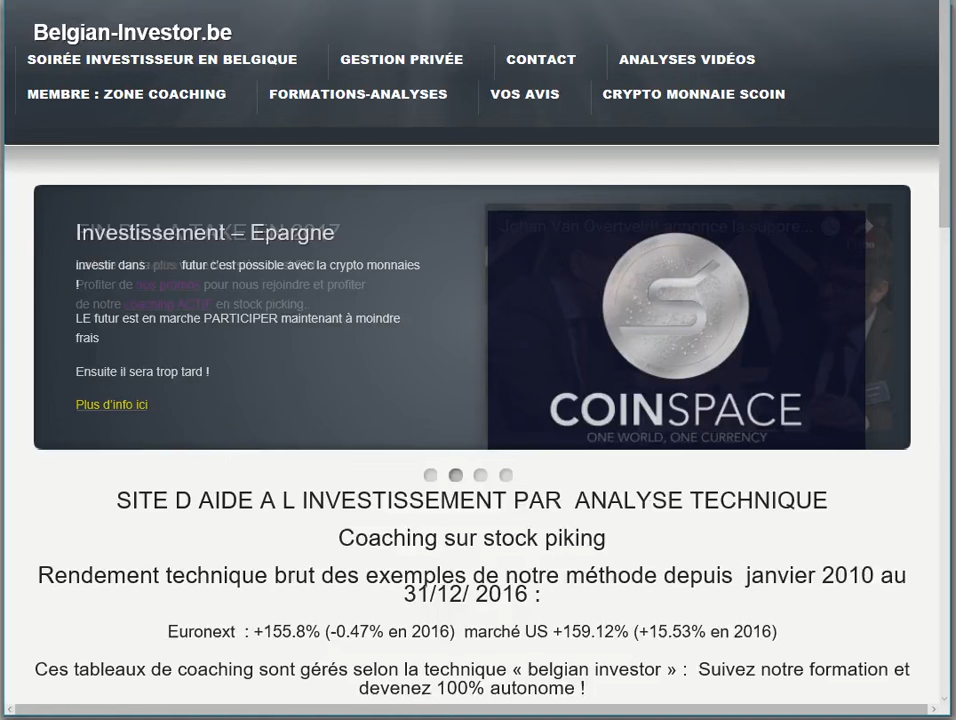 Belgian-Investor.be
SOIRÉE INVESTISSEUR EN BELGIQUE
GESTION PRIVÉE
CONTACT
ANALYSES VIDÉOS
MEMBRE : ZONE COACHING
FORMATIONS-ANALYSES
VOS AVIS
CRYPTO MONNAIE SCOIN
Investissement – Epargne
investir dans futur c'est possible avec la crypto monnaies
!
Profiter de nos promos pour nous rejoindre et profiter
de notre coaching ACTIF en stock picking..
LE futur est en marche PARTICIPER maintenant à moindre
frais
Ensuite il sera trop tard !
Plus d'info ici
Johan Van Overtveldt annonce la
COINSPACE
ONE WORLD, ONE CURRENCY
SITE D AIDE A L INVESTISSEMENT PAR ANALYSE TECHNIQUE
Coaching sur stock piking
Rendement technique brut des exemples de notre méthode depuis janvier 2010 au
31/12/ 2016 :
Euronext : +155.8% (-0.47% en 2016) marché US +159.12% (+15.53% en 2016)
Ces tableaux de coaching sont gérés selon la technique « belgian investor » : Suivez notre formation et
devenez 100% autonome !